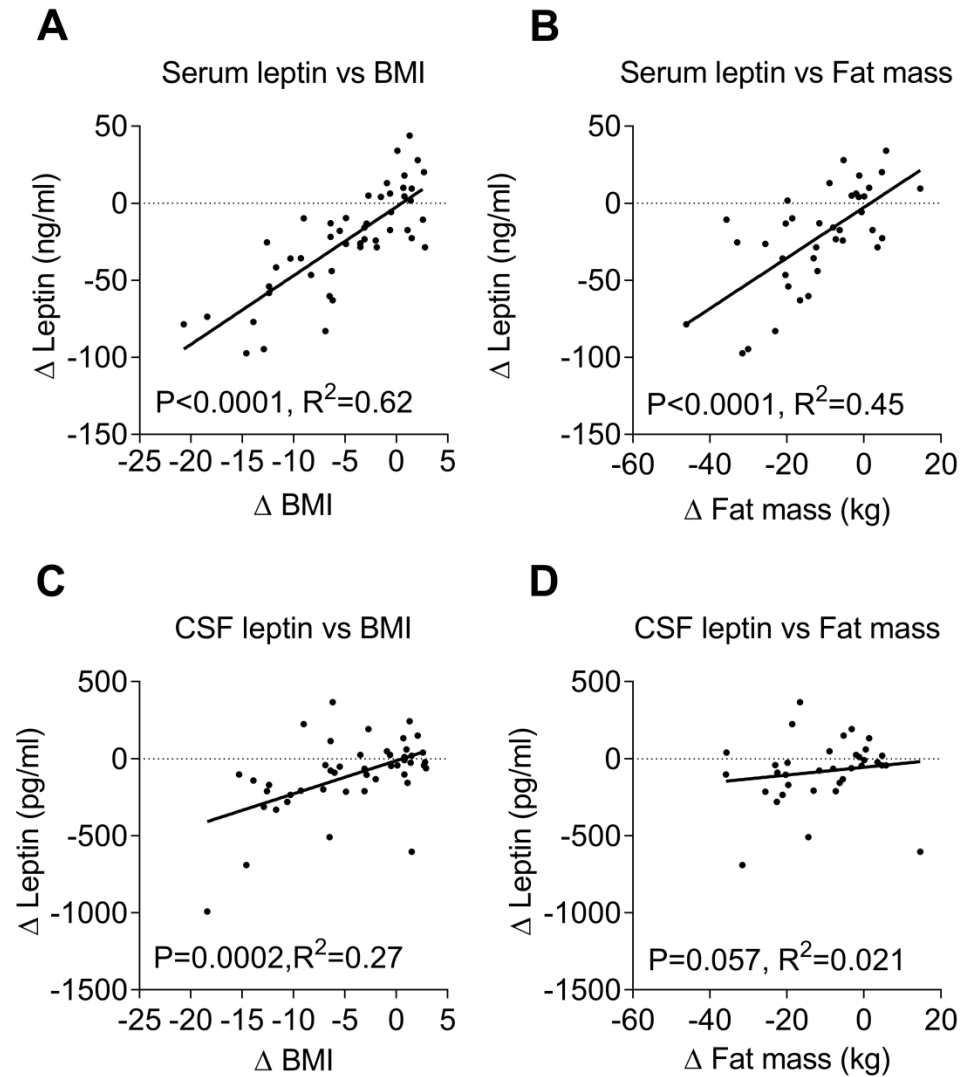 A
Serum leptin vs BMI
Δ Leptin (ng/ml)
50
0
-50
-100
-150
P<0.0001, R²=0.62
-25 -20 -15 -10 -5 0 5
Δ BMI
B
Serum leptin vs Fat mass
Δ Leptin (ng/ml)
50
0
-50
-100
-150
P<0.0001, R²=0.45
-60 -40 -20 0 20
Δ Fat mass (kg)
C
CSF leptin vs BMI
Δ Leptin (pg/ml)
500
0
-500
-1000
-1500
P=0.0002,R²=0.27
-25 -20 -15 -10 -5 0 5
Δ BMI
D
CSF leptin vs Fat mass
Δ Leptin (pg/ml)
500
0
-500
-1000
-1500
P=0.057, R²=0.021
-60 -40 -20 0 20
Δ Fat mass (kg)